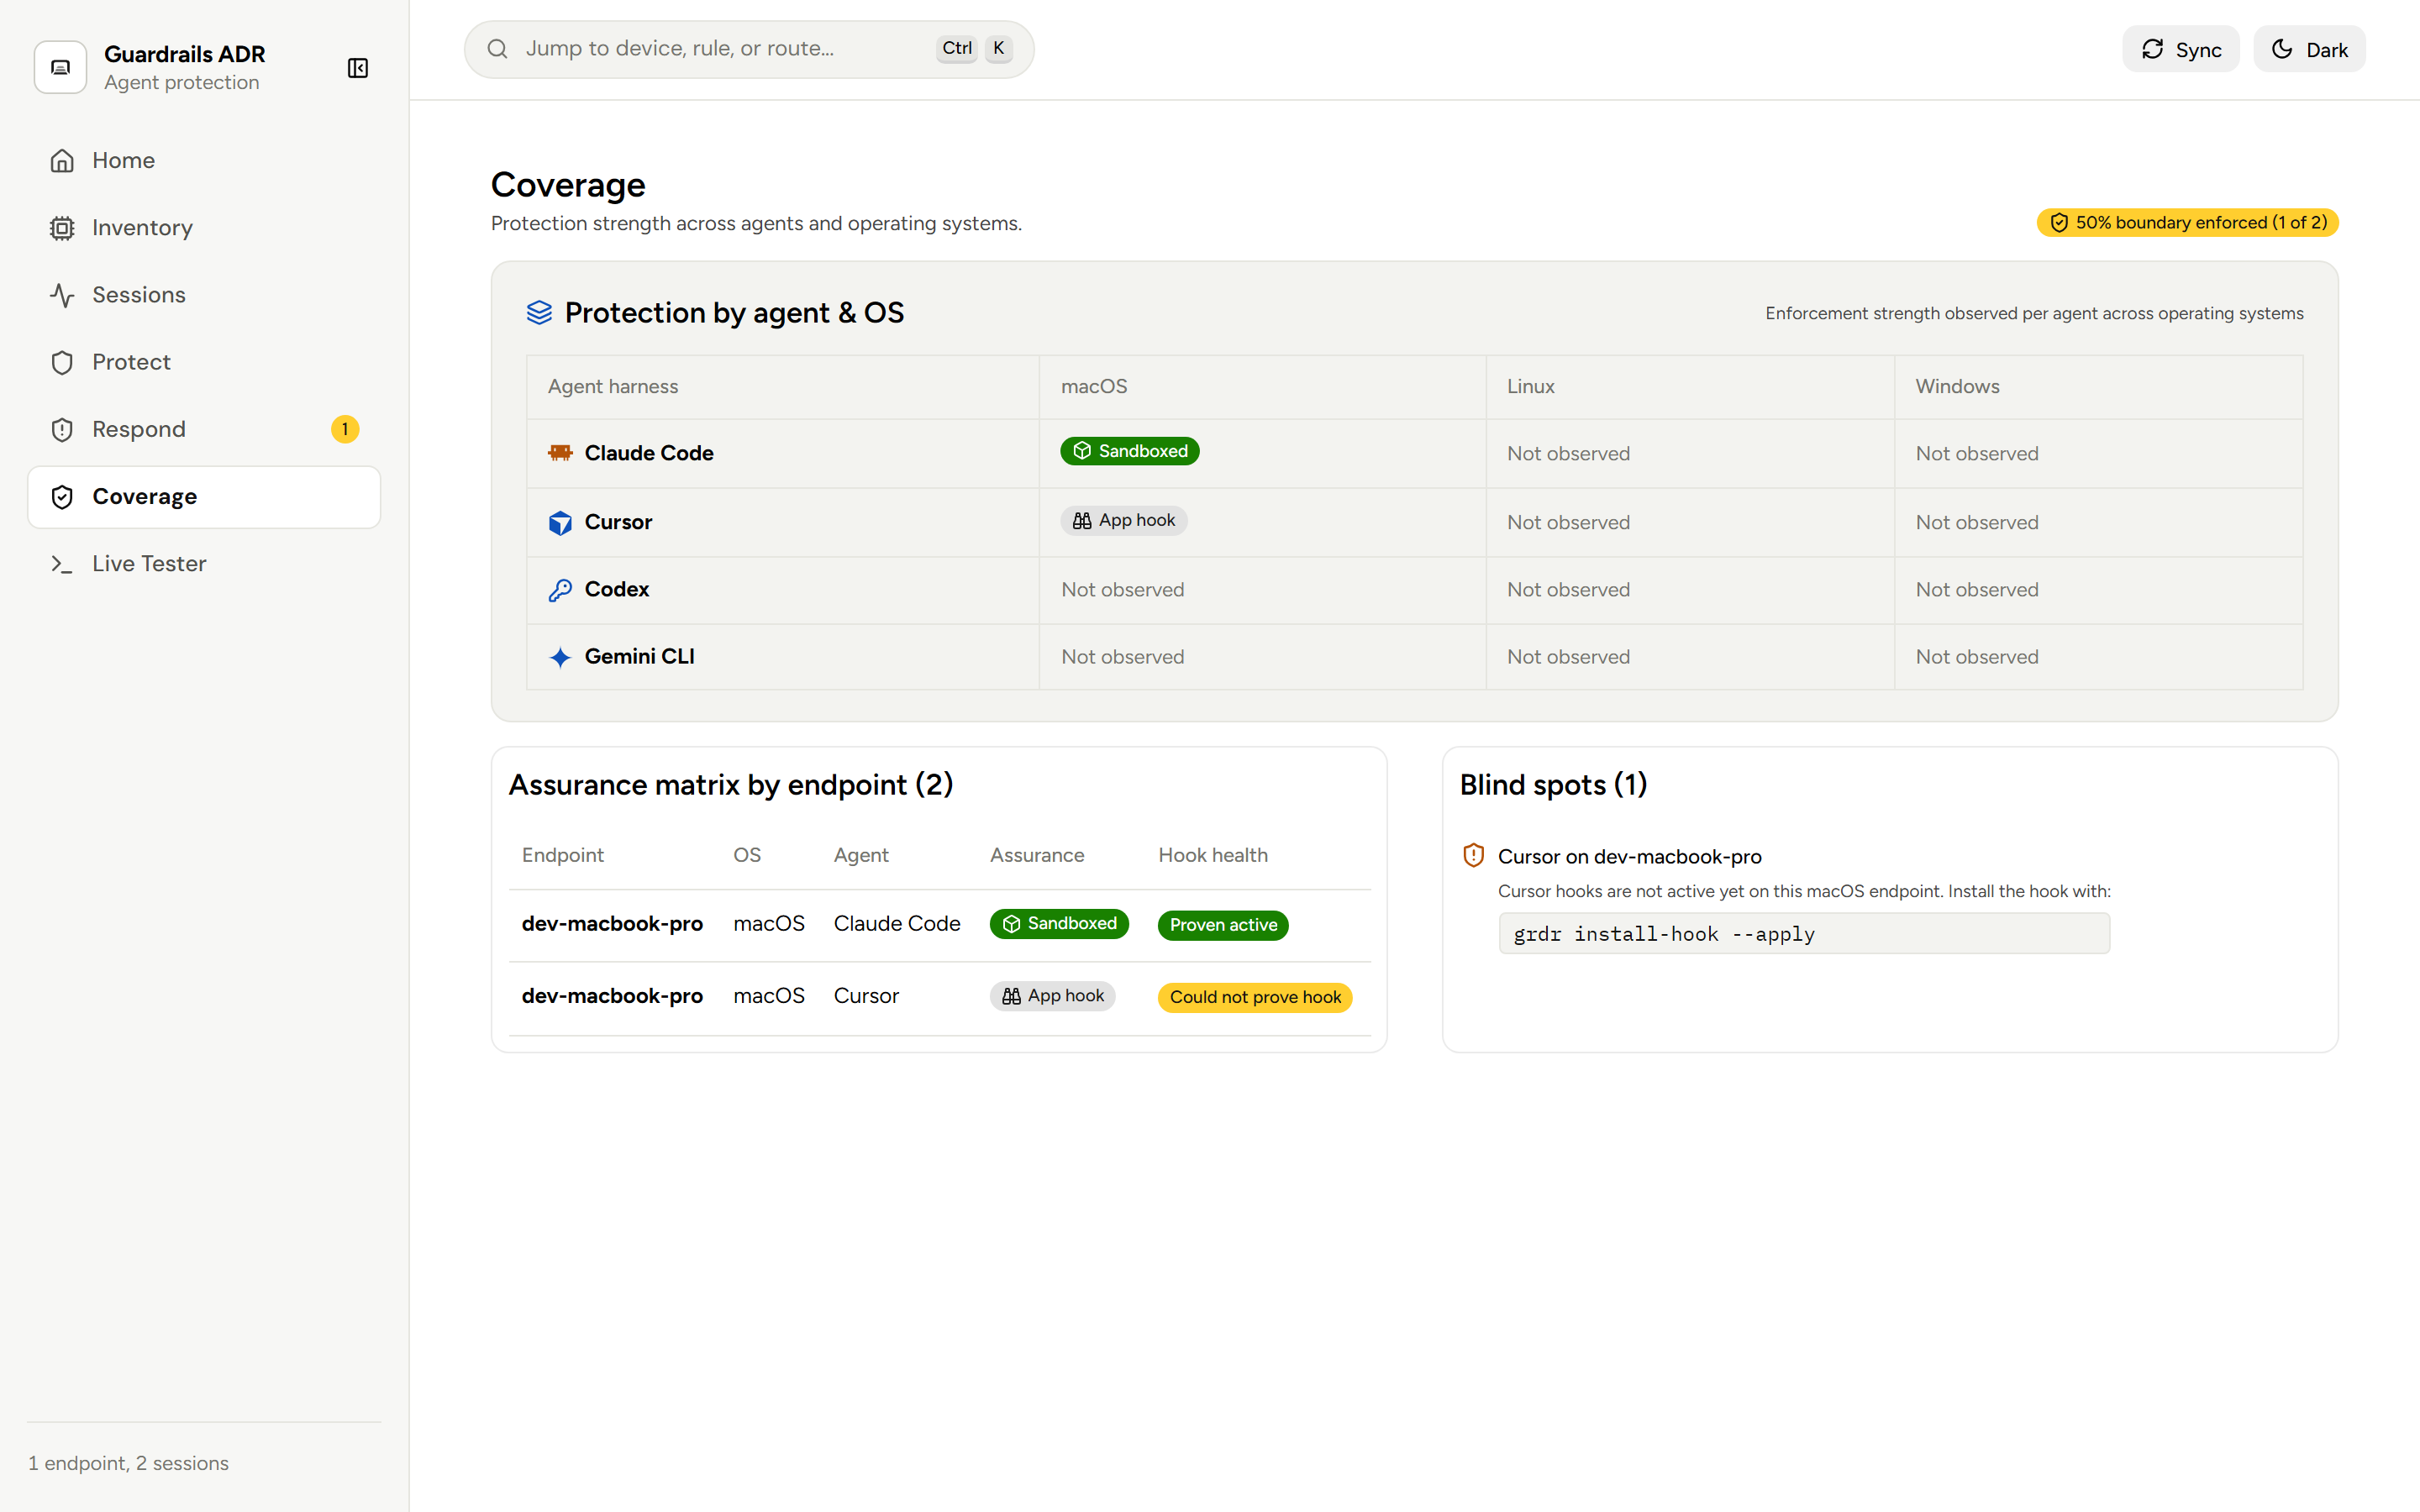 Guardrails ADR
Agent protection
Home
Inventory
Sessions
Protect
Respond 1
Coverage
Live Tester
1 endpoint, 2 sessions
Jump to device, rule, or route... Ctrl K
Sync
Dark
Coverage
Protection strength across agents and operating systems.
50% boundary enforced (1 of 2)
Protection by agent & OS
Enforcement strength observed per agent across operating systems
Agent harness macOS Linux Windows
Claude Code Sandboxed Not observed Not observed
Cursor App hook Not observed Not observed
Codex Not observed Not observed Not observed
Gemini CLI Not observed Not observed Not observed
Assurance matrix by endpoint (2)
Endpoint OS Agent Assurance Hook health
dev-macbook-pro macOS Claude Code Sandboxed Proven active
dev-macbook-pro macOS Cursor App hook Could not prove hook
Blind spots (1)
Cursor on dev-macbook-pro
Cursor hooks are not active yet on this macOS endpoint. Install the hook with:
grdr install-hook --apply